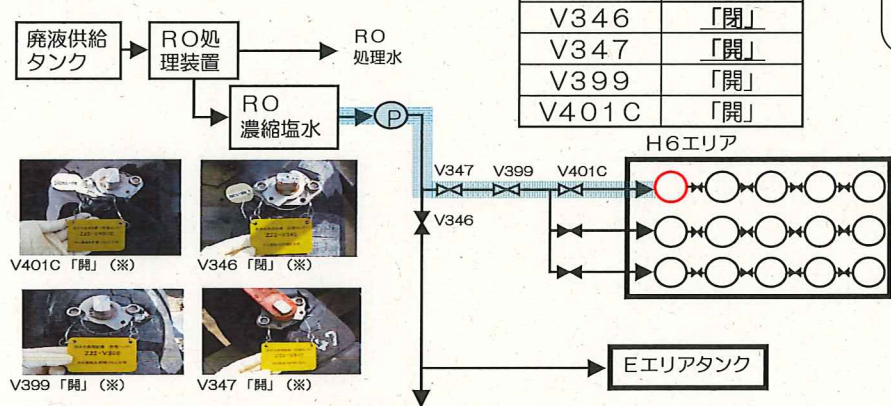 廃液供給
タンク
RO処
理装置
RO
処理水
RO
濃縮塩水
P
V346 「閉」
V347 「開」
V399 「開」
V401C 「開」
H6エリア
V347 V399 V401C
V346
V401C 「開」 (※) V346 「閉」 (※)
V399 「開」 (※) V347 「開」 (※)
Eエリアタンク